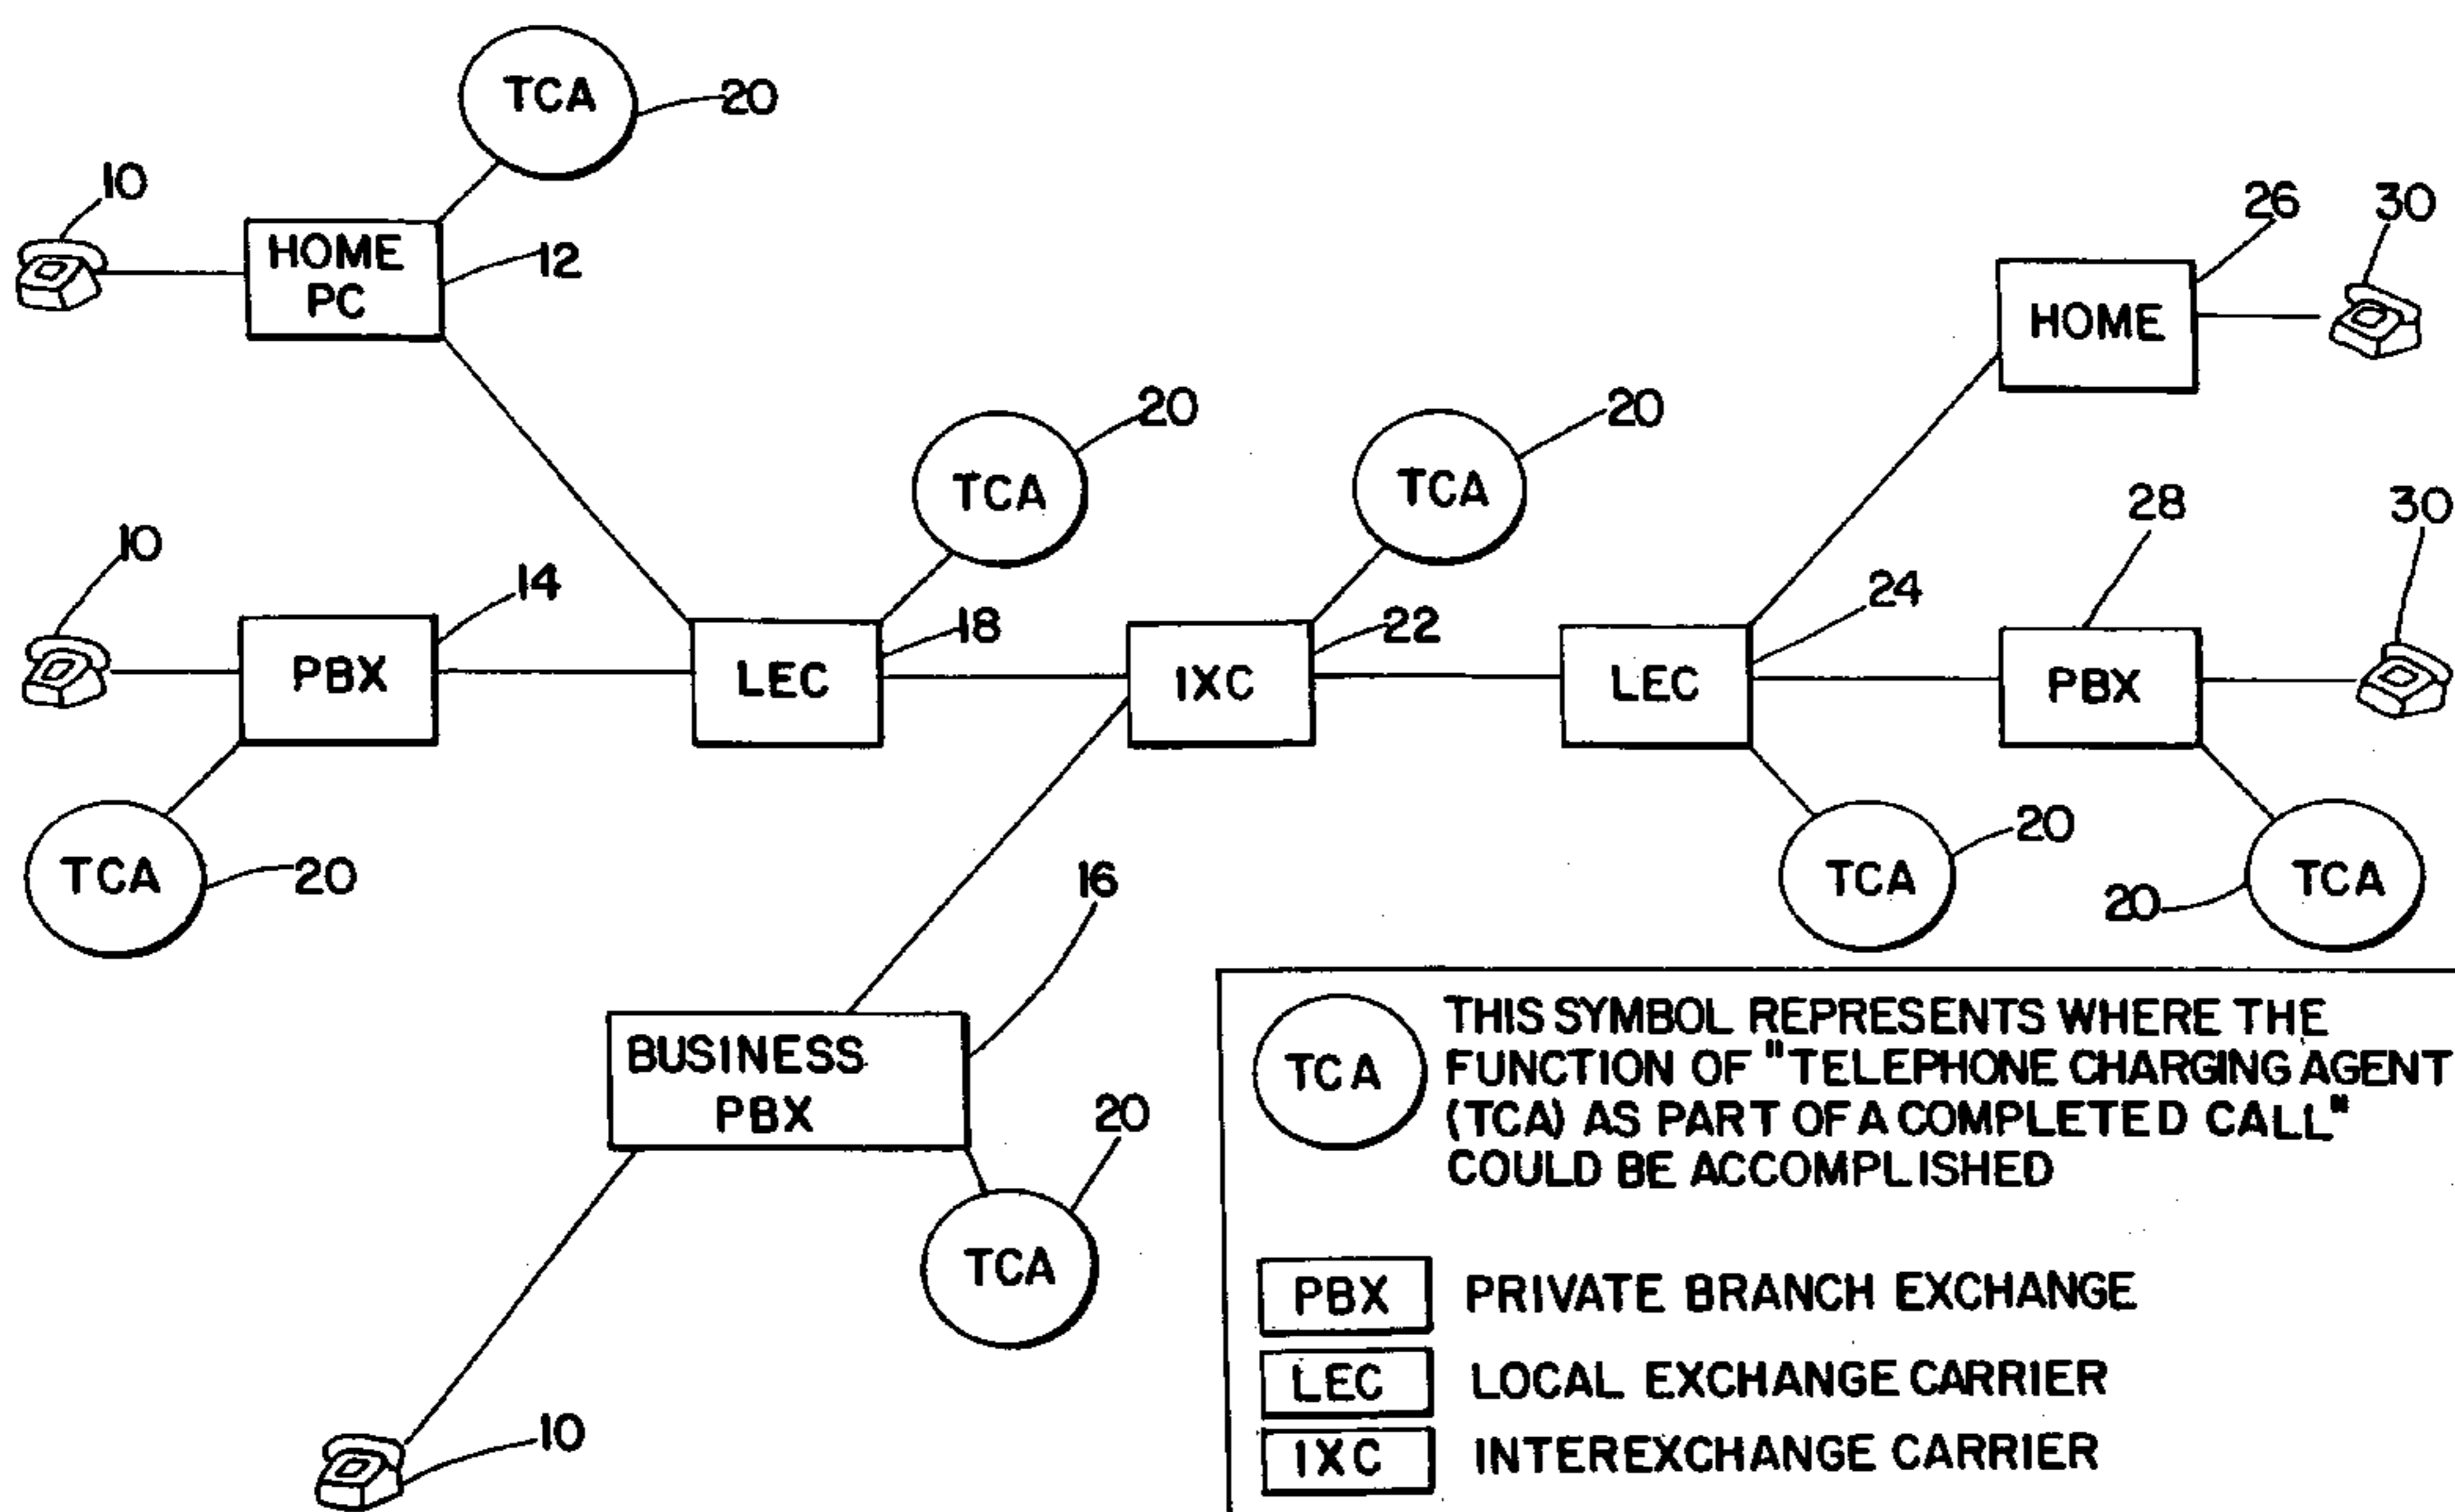 TCA
20
10
HOME
PC
12
26
30
HOME
20
TCA
20
TCA
10
14
PBX
18
LEC
22
IXC
24
LEC
28
PBX
30
TCA
20
16
TCA
20
20
TCA
BUSINESS
PBX
20
TCA
10
TCA
THIS SYMBOL REPRESENTS WHERE THE
FUNCTION OF "TELEPHONE CHARGING AGENT
(TCA) AS PART OF A COMPLETED CALL"
COULD BE ACCOMPLISHED
PBX PRIVATE BRANCH EXCHANGE
LEC LOCAL EXCHANGE CARRIER
IXC INTEREXCHANGE CARRIER